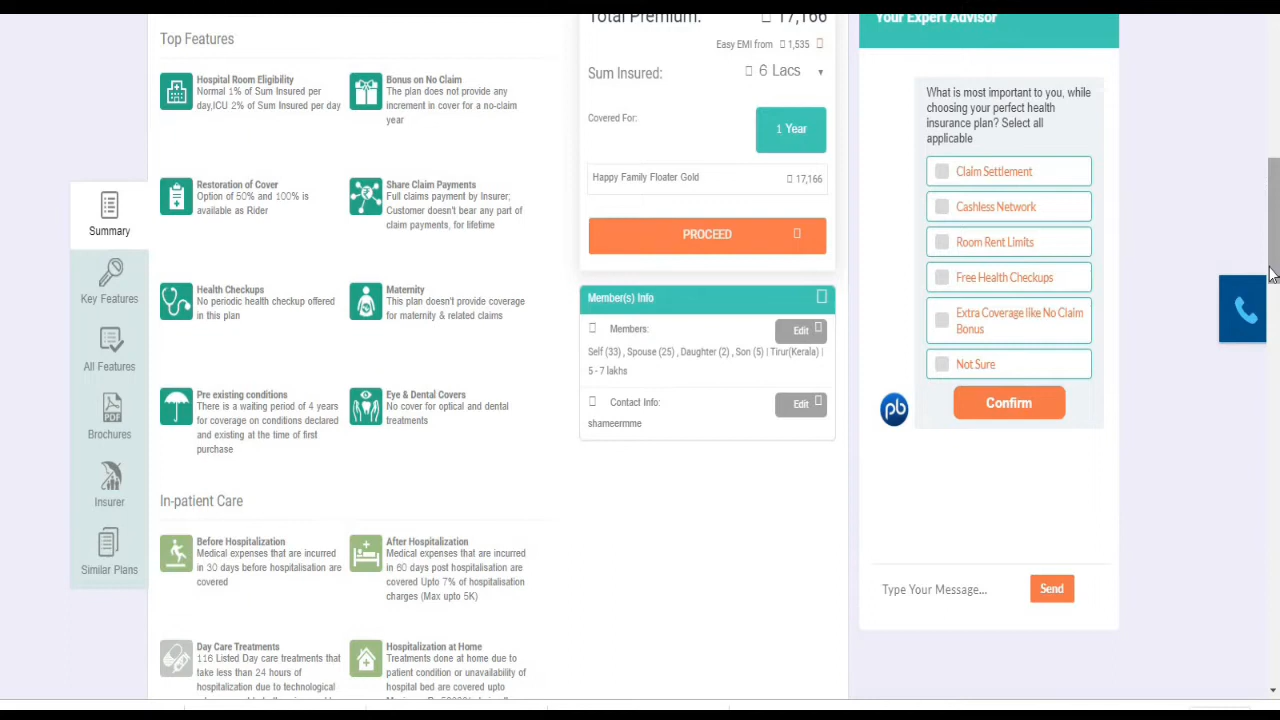 Top Features
Hospital Room Eligibility
Normal 1% of Sum Insured per
day,ICU 2% of Sum Insured per day
Bonus on No Claim
The plan does not provide any
increment in cover for a no-claim
year
Restoration of Cover
Option of 50% and 100% is
available as Rider
Share Claim Payments
Full claims payment by Insurer;
Customer doesn't bear any part of
claim payments, for lifetime
Health Checkups
No periodic health checkup offered
in this plan
Maternity
This plan doesn't provide coverage
for maternity & related claims
Pre existing conditions
There is a waiting period of 4 years
for coverage on conditions declared
and existing at the time of first
purchase
Eye & Dental Covers
No cover for optical and dental
treatments
In-patient Care
Before Hospitalization
Medical expenses that are incurred
in 30 days before hospitalisation are
covered
After Hospitalization
Medical expenses that are incurred
in 60 days post hospitalisation are
covered Upto 7% of hospitalisation
charges (Max upto 5K)
Day Care Treatments
116 Listed Day care treatments that
take less than 24 hours of
hospitalization due to technological
Hospitalization at Home
Treatments done at home due to
patient condition or unavailability of
hospital bed are covered upto
Summary
Key Features
All Features
PDF
Brochures
Insurer
Similar Plans
Total Premium: 17,166
Easy EMI from 1,535
Sum Insured: 6 Lacs
Covered For: 1 Year
Happy Family Floater Gold 17,166
PROCEED
Member(s) Info
Members: Edit
Self (33) , Spouse (25) , Daughter (2) , Son (5) | Tirur(Kerala) |
5 - 7 lakhs
Contact Info: Edit
shameermme
Your Expert Advisor
What is most important to you, while
choosing your perfect health
insurance plan? Select all
applicable
Claim Settlement
Cashless Network
Room Rent Limits
Free Health Checkups
Extra Coverage like No Claim
Bonus
Not Sure
Confirm
pb
Type Your Message... Send